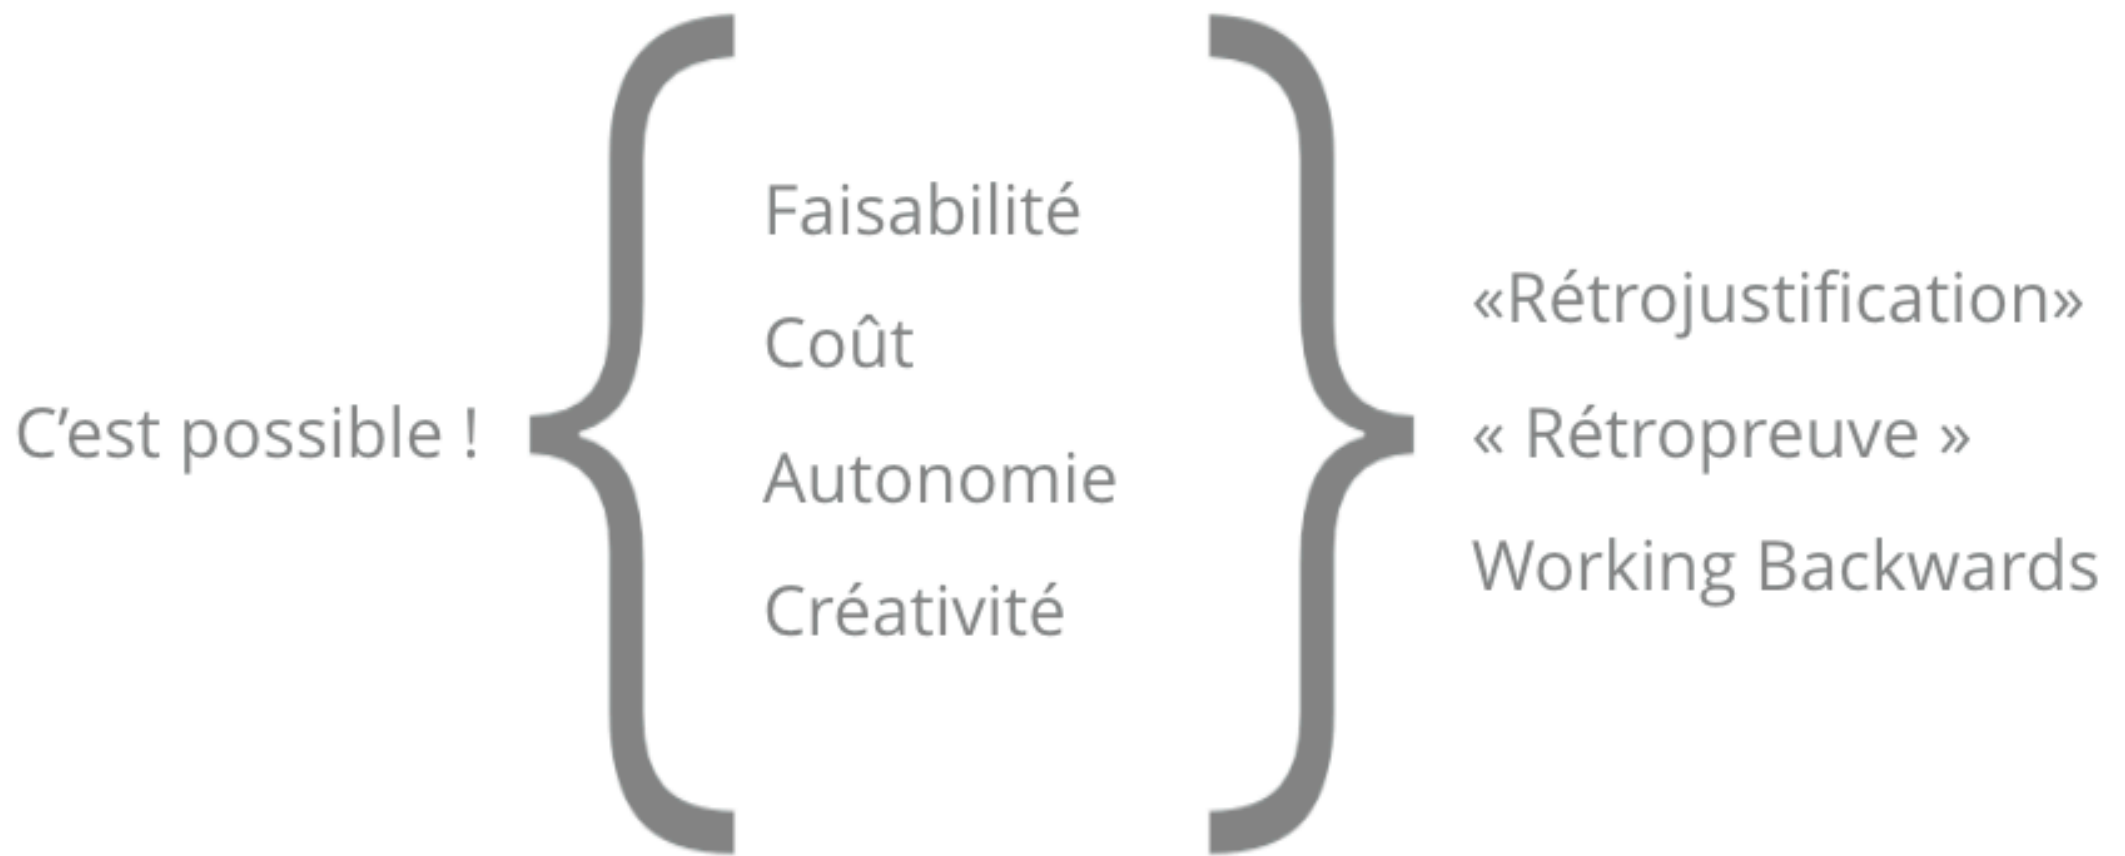 C’est possible !
Faisabilité
Coût
Autonomie
Créativité
«Rétrojustification»
« Rétropreuve »
Working Backwards